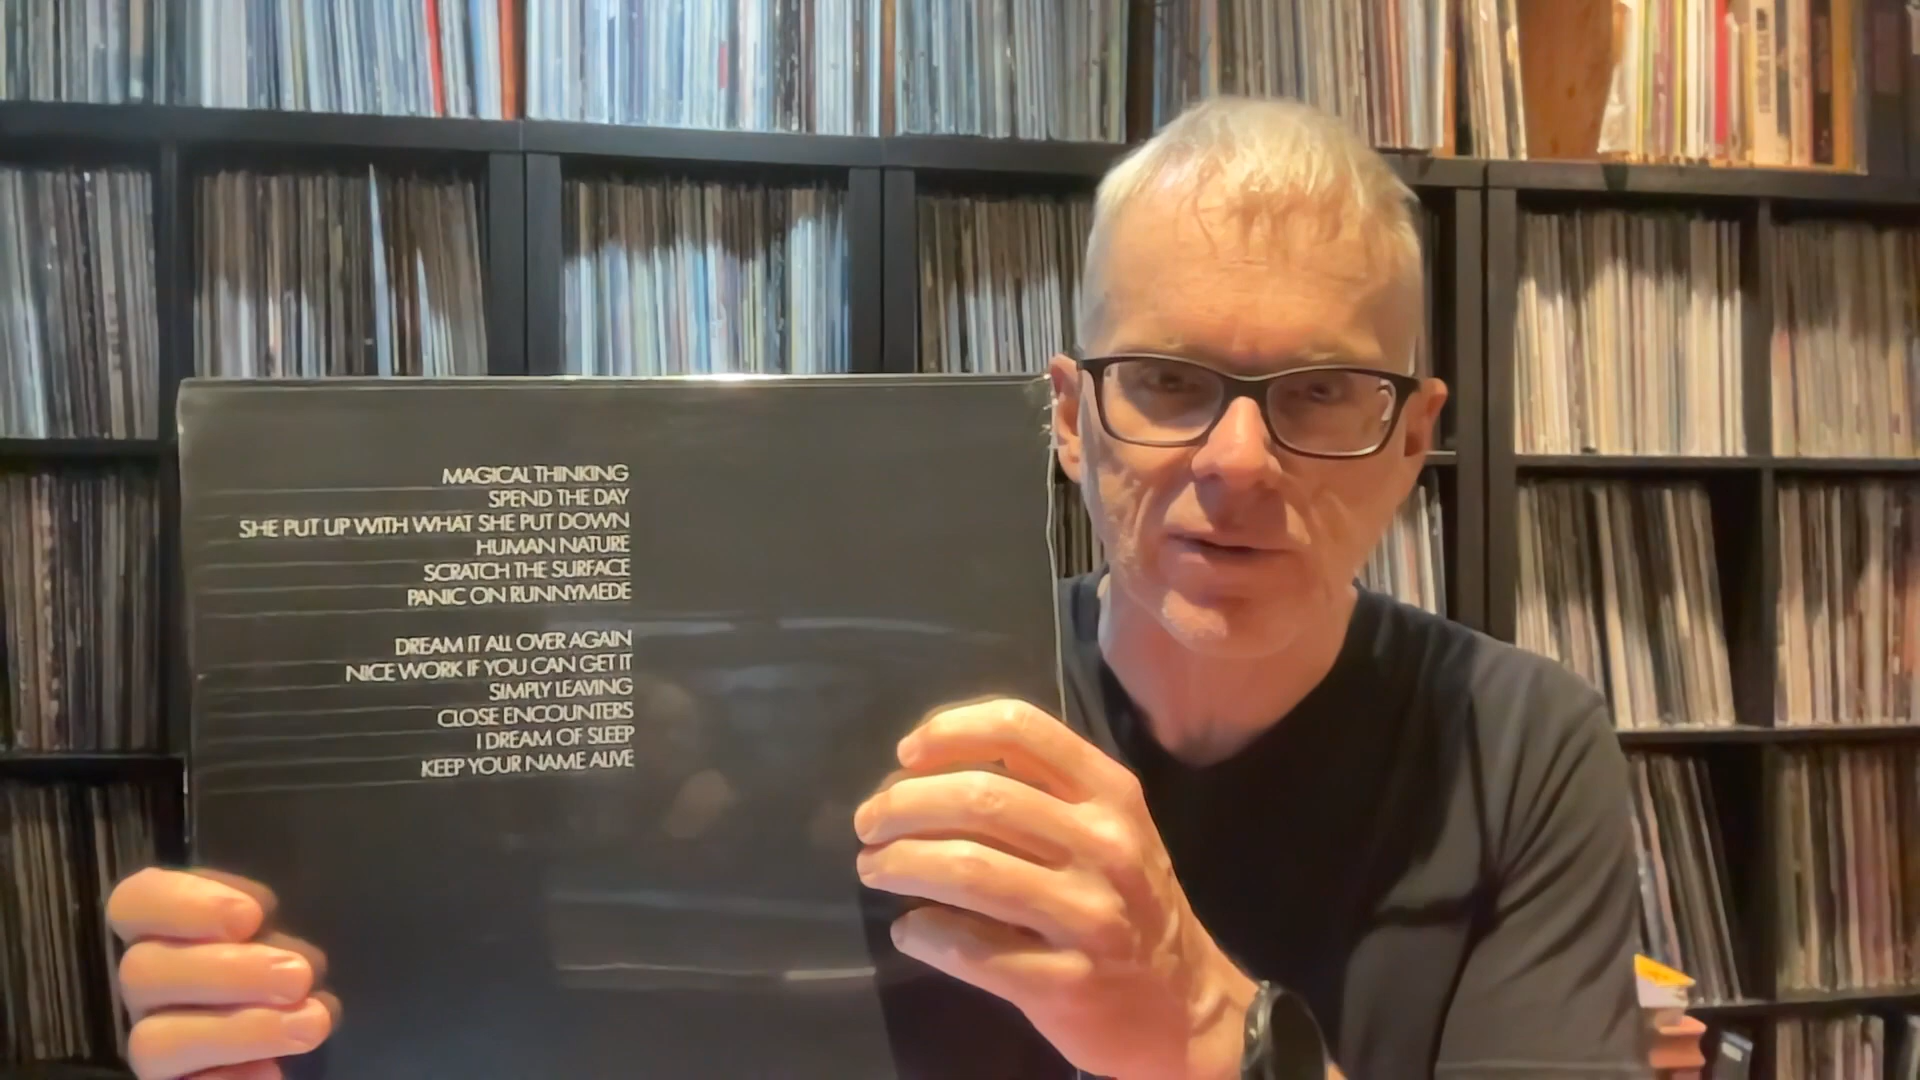 MAGICAL THINKING
SPEND THE DAY
SHE PUT UP WITH WHAT SHE PUT DOWN
HUMAN NATURE
SCRATCH THE SURFACE
PANIC ON RUNNYMEDE
DREAM IT ALL OVER AGAIN
NICE WORK IF YOU CAN GET IT
SIMPLY LEAVING
CLOSE ENCOUNTERS
I DREAM OF SLEEP
KEEP YOUR NAME ALIVE